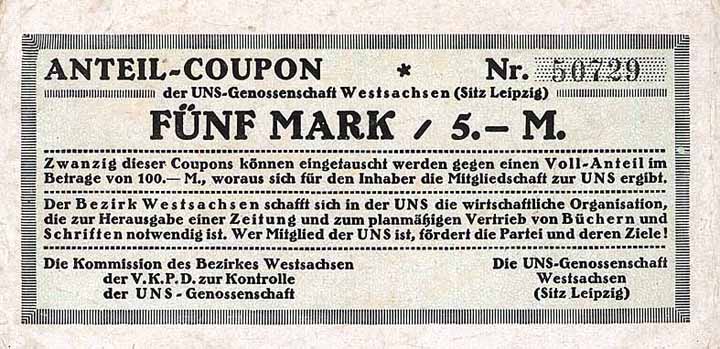 ANTEIL-COUPON * Nr. 50729
der UNS-Genossenschaft Westsachsen (Sitz Leipzig)
FÜNF MARK / 5.— M.
Zwanzig dieser Coupons können eingetauscht werden gegen einen Voll-Anteil im
Betrage von 100.— M., woraus sich für den Inhaber die Mitgliedschaft zur UNS ergibt.
Der Bezirk Westsachsen schafft sich in der UNS die wirtschaftliche Organisation,
die zur Herausgabe einer Zeitung und zum planmäßigen Vertrieb von Büchern und
Schriften notwendig ist. Wer Mitglied der UNS ist, fördert die Partei und deren Ziele!
Die Kommission des Bezirkes Westsachsen
der V.K.P.D. zur Kontrolle
der UNS-Genossenschaft
Die UNS-Genossenschaft
Westsachsen
(Sitz Leipzig)